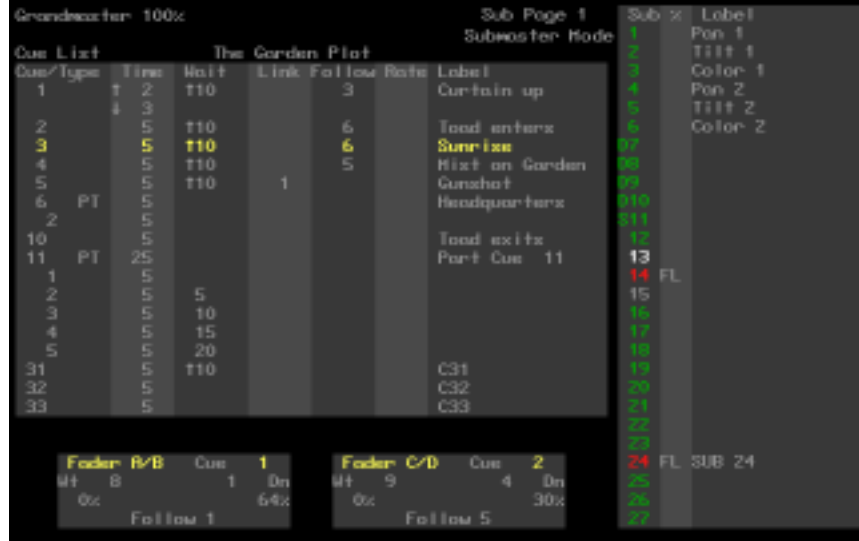 Grandmaster 100%
Sub Page 1
Submaster Mode
Cue List The Garden Plot
Cue/Type Time Wait Link Follow Rate Label
1 ↑ 2 ↑10 3 Curtain up
↓ 3
2 5 ↑10 6 Toad enters
3 5 ↑10 6 Sunrise
4 5 ↑10 5 Mist on Garden
5 5 ↑10 1 Gunshot
6 PT 5 Headquarters
2 5
10 5 Toad exits
11 PT 25 Part Cue 11
1 5
2 5 5
3 5 10
4 5 15
5 5 20
31 5 ↑10 C31
32 5 C32
33 5 C33
Fader A/B Cue 1
Wt 8 1 Dn
0% 64%
Follow 1
Fader C/D Cue 2
Wt 9 4 Dn
0% 30%
Follow 5
Sub % Label
1 Pan 1
2 Tilt 1
3 Color 1
4 Pan 2
5 Tilt 2
6 Color 2
D7
D8
D9
D10
S11
12
13
14 FL
15
16
17
18
19
20
21
22
23
24 FL SUB 24
25
26
27